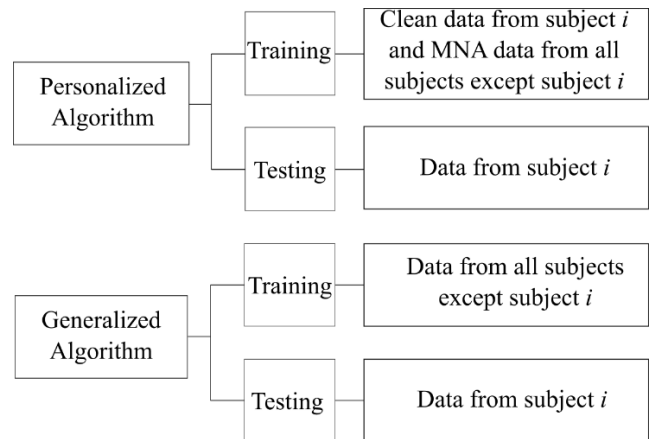 Personalized
Algorithm
Training
Clean data from subject i
and MNA data from all
subjects except subject i
Testing
Data from subject i
Generalized
Algorithm
Training
Data from all subjects
except subject i
Testing
Data from subject i